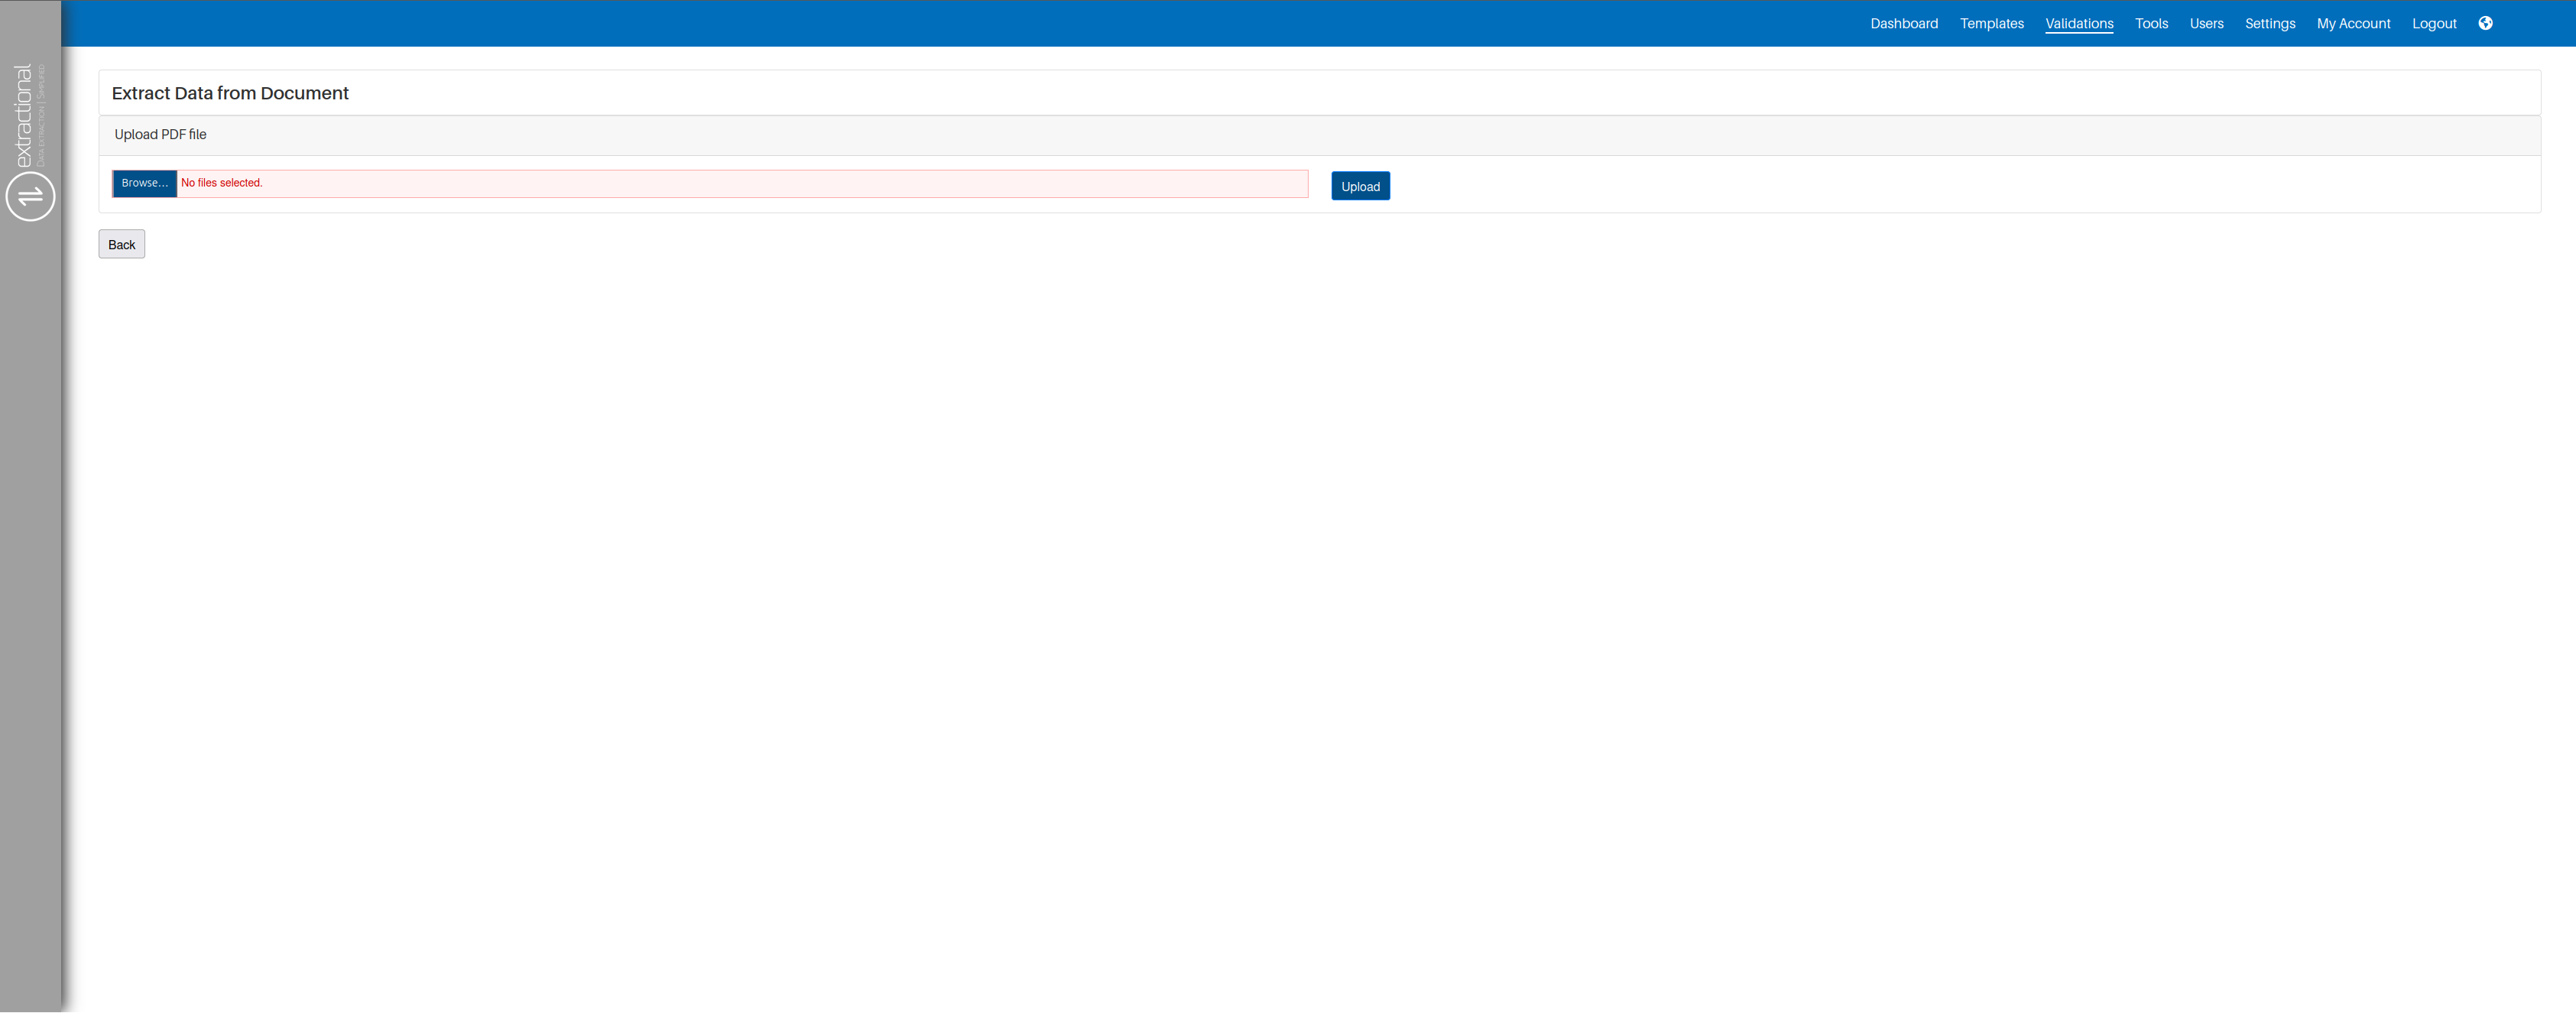 Dashboard Templates Validations Tools Users Settings My Account Logout
extractional
Data extraction | Simplified
Extract Data from Document
Upload PDF file
Browse... No files selected. Upload
Back